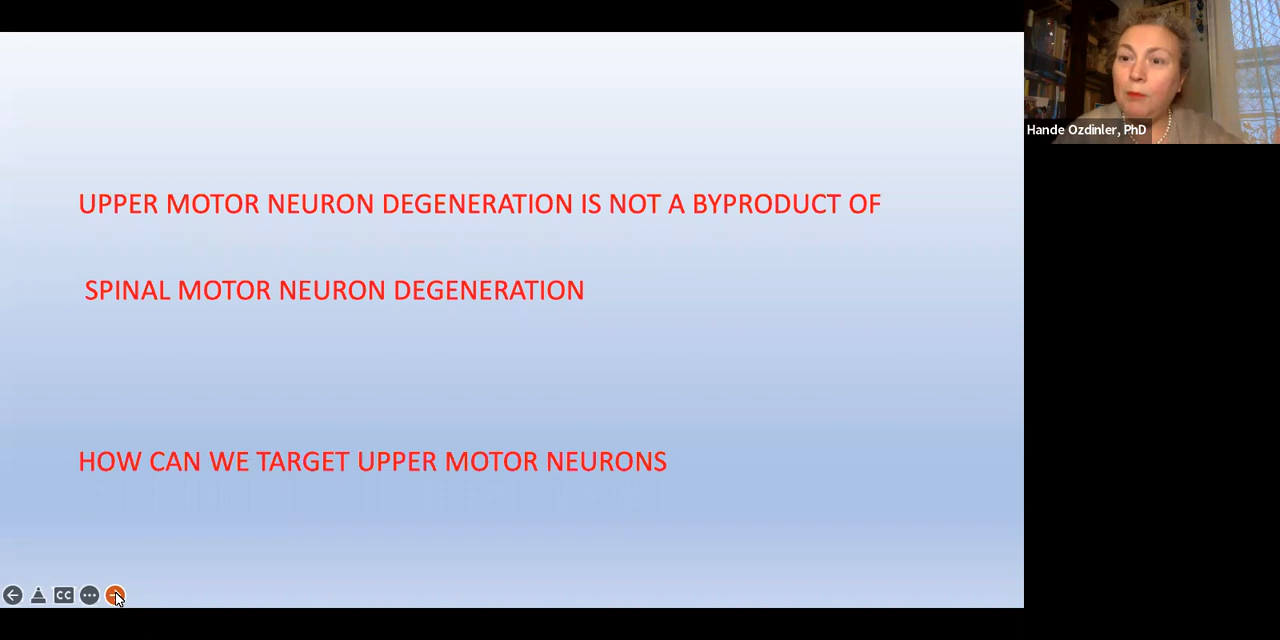 Hande Ozdinler, PhD
UPPER MOTOR NEURON DEGENERATION IS NOT A BYPRODUCT OF
SPINAL MOTOR NEURON DEGENERATION
HOW CAN WE TARGET UPPER MOTOR NEURONS
CC